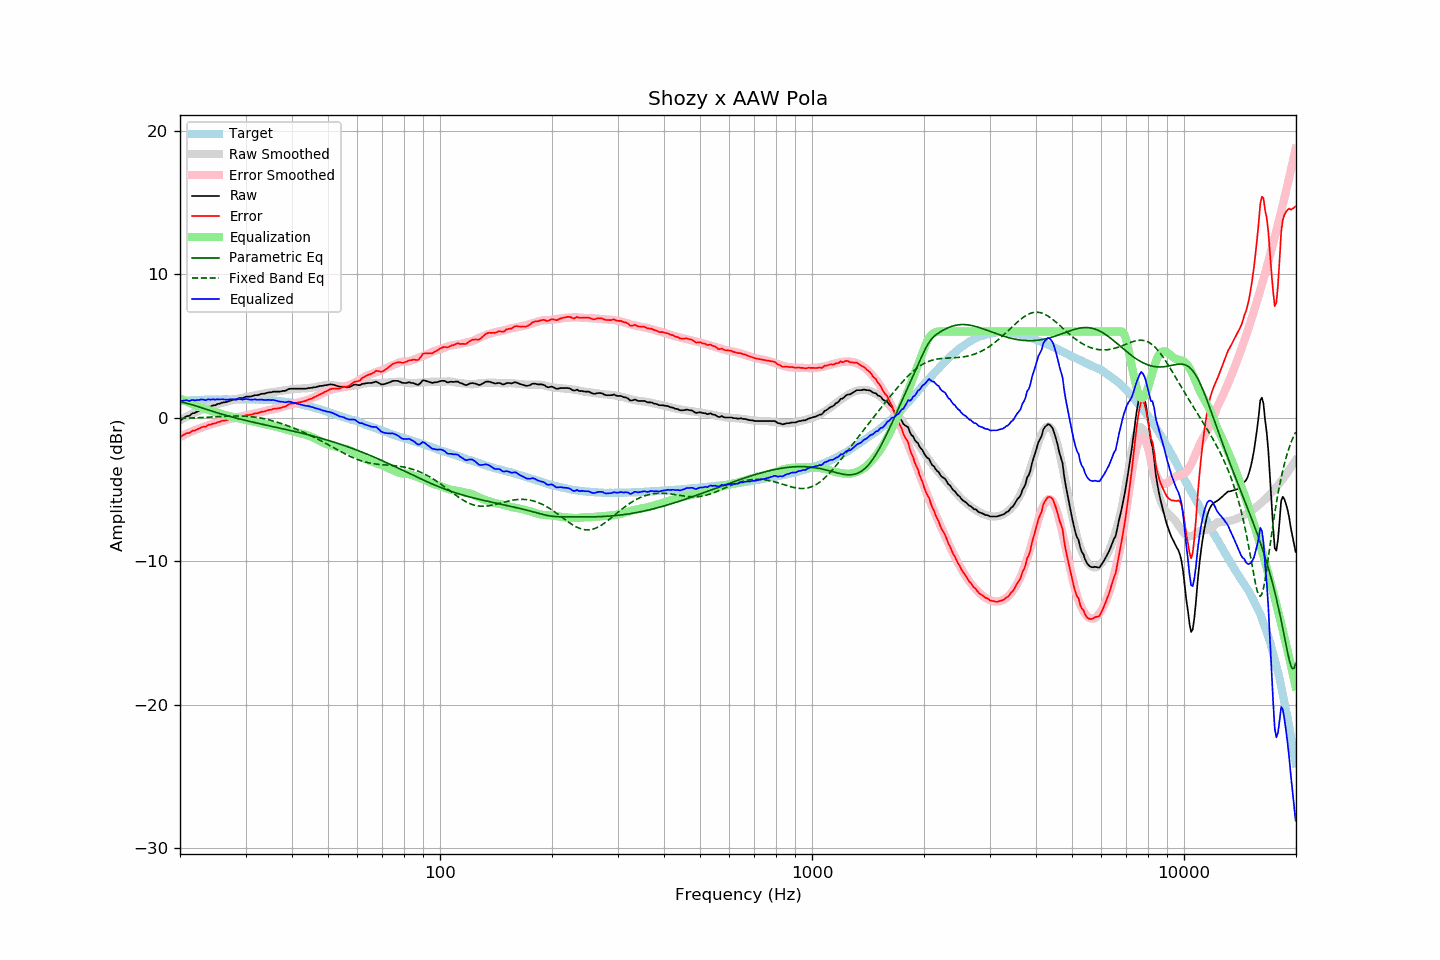 Shozy x AAW Pola
20
10
0
−10
−20
−30
Amplitude (dBr)
Target
Raw Smoothed
Error Smoothed
Raw
Error
Equalization
Parametric Eq
Fixed Band Eq
Equalized
100
1000
10000
Frequency (Hz)